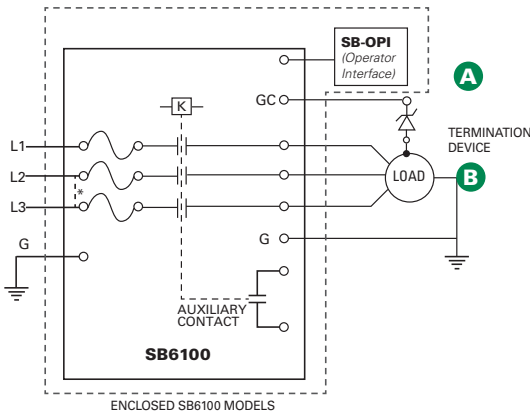 SB-OPI
(Operator
Interface)
A
K
GC
L1
TERMINATION
DEVICE
L2
LOAD
B
*
L3
G
G
AUXILIARY
CONTACT
SB6100
ENCLOSED SB6100 MODELS